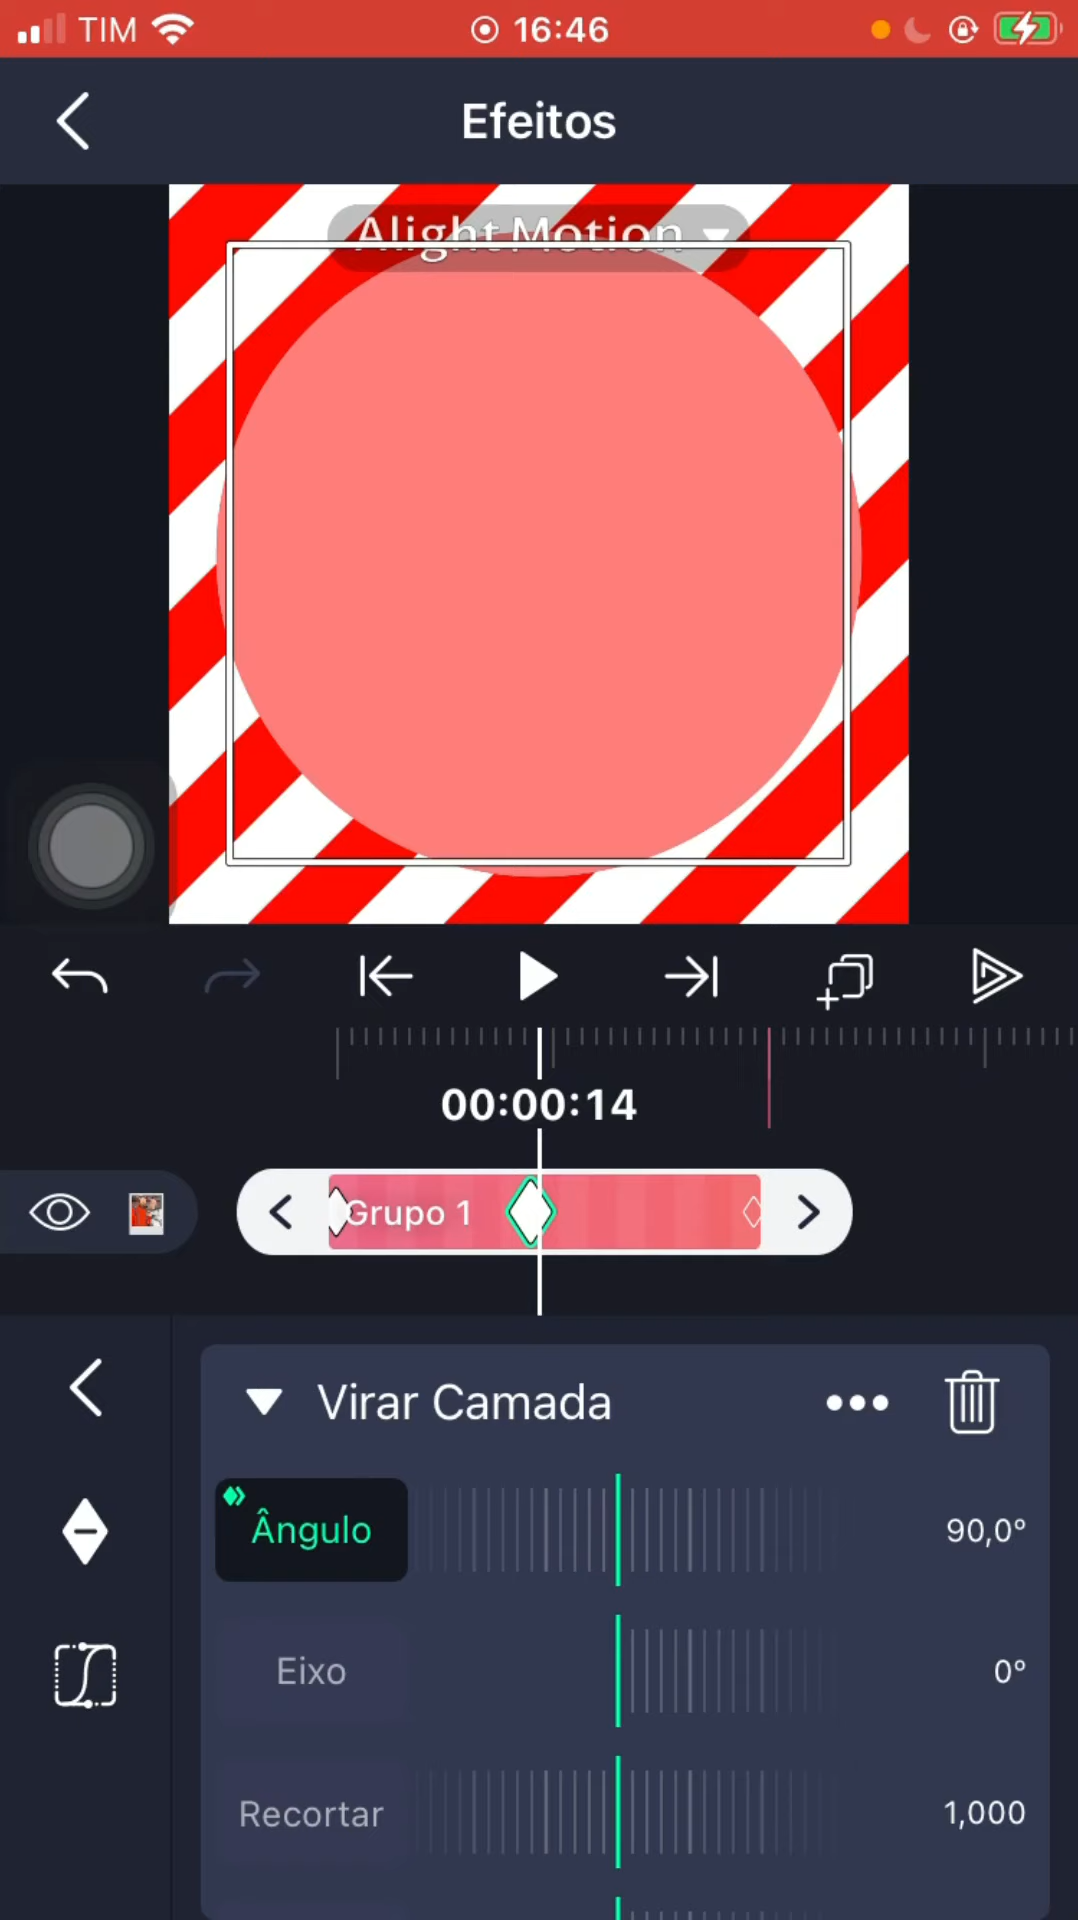 TIM 16:46
Efeitos
Alight Motion
00:00:14
Grupo 1
Virar Camada
Ângulo 90,0°
Eixo 0°
Recortar 1,000